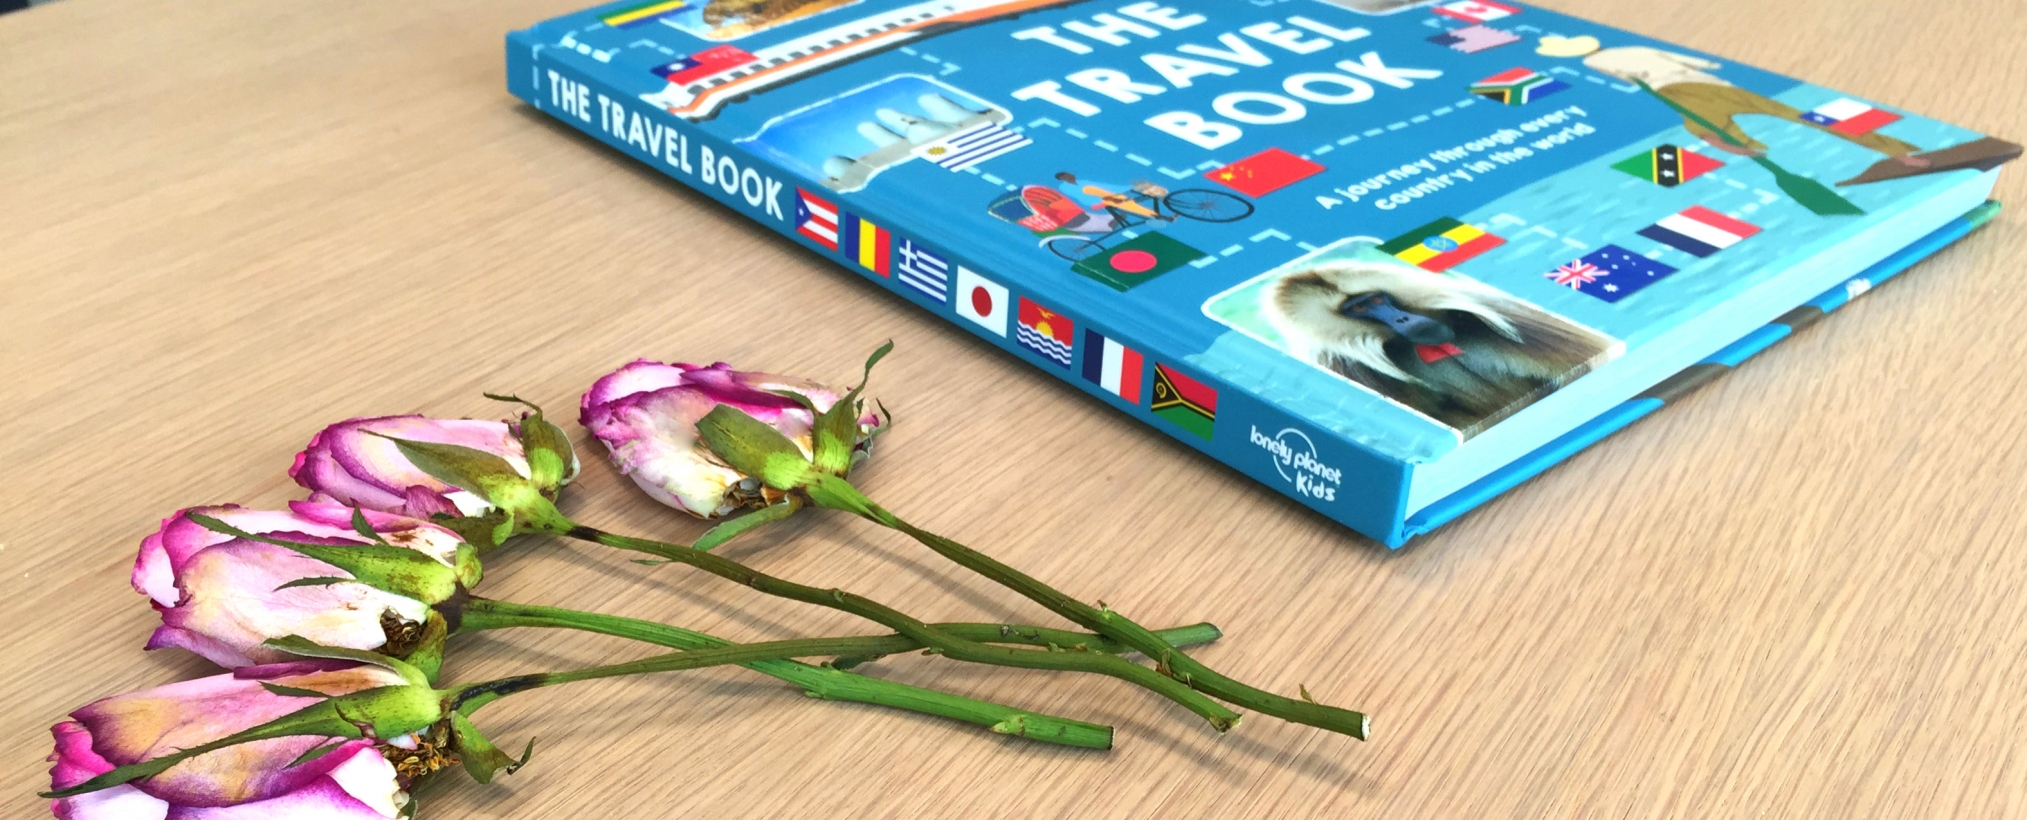 THE
TRAVEL
BOOK
A journey through every
country in the world
THE TRAVEL BOOK
lonely planet
Kids